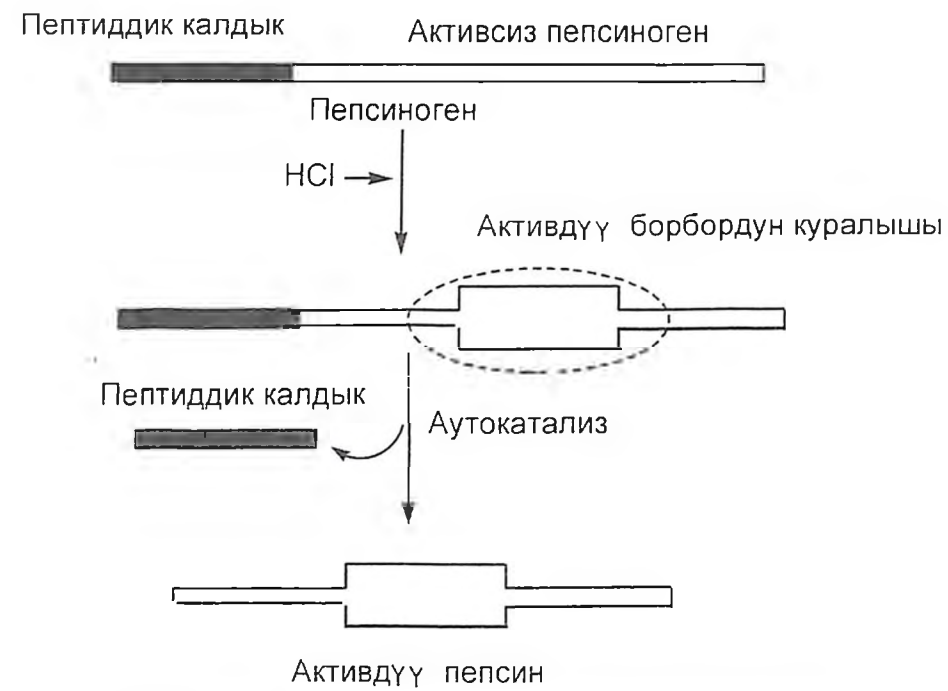 Пептиддик калдык
Активсиз пепсиноген
Пепсиноген
HCl
Активдүү борбордун куралышы
Пептиддик калдык
Аутокатализ
Активдүү пепсин